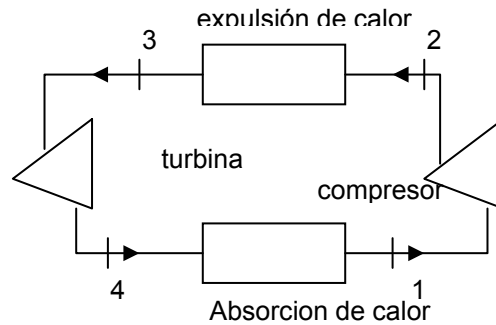 expulsión de calor
3
2
turbina
compresor
4
1
Absorcion de calor